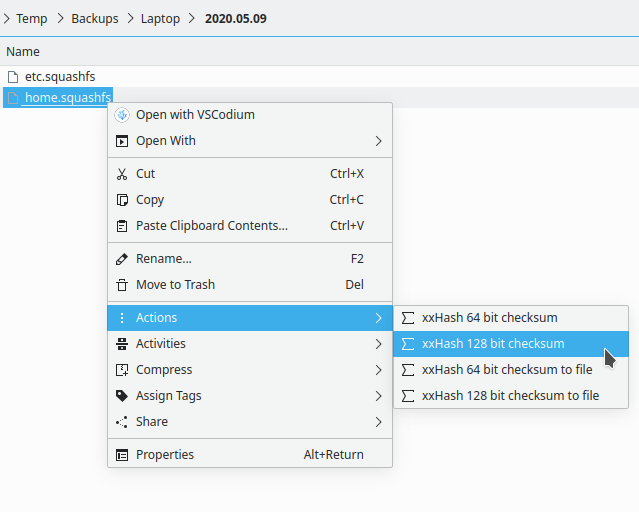 Temp Backups Laptop 2020.05.09
Name
etc.squashfs
home.squashfs
Open with VSCodium
Open With
Cut Ctrl+X
Copy Ctrl+C
Paste Clipboard Contents... Ctrl+V
Rename... F2
Move to Trash Del
Actions
Activities
Compress
Assign Tags
Share
Properties Alt+Return
xxHash 64 bit checksum
xxHash 128 bit checksum
xxHash 64 bit checksum to file
xxHash 128 bit checksum to file